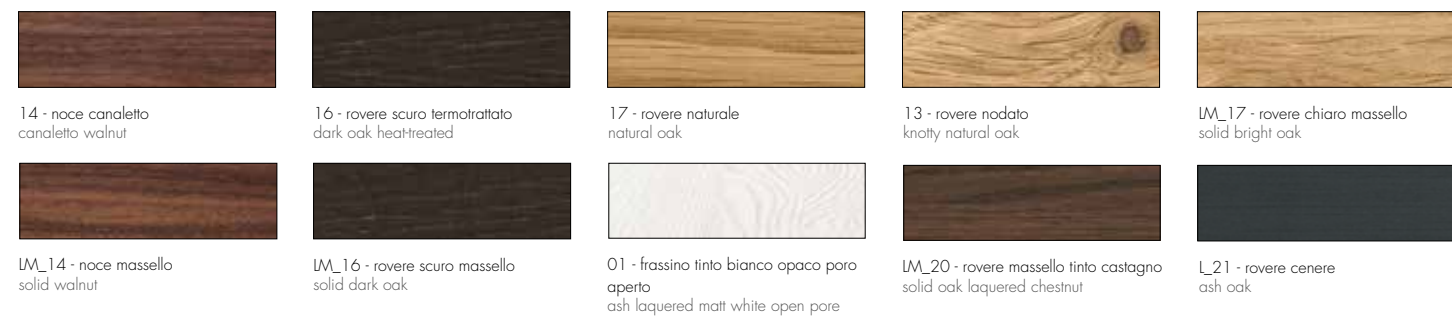 14 - noce canaletto
canaletto walnut
16 - rovere scuro termotrattato
dark oak heat-treated
17 - rovere naturale
natural oak
13 - rovere nodato
knotty natural oak
LM_17 - rovere chiaro massello
solid bright oak
LM_14 - noce massello
solid walnut
LM_16 - rovere scuro massello
solid dark oak
01 - frassino tinto bianco opaco poro
aperto
ash laquered matt white open pore
LM_20 - rovere massello tinto castagno
solid oak laquered chestnut
L_21 - rovere cenere
ash oak